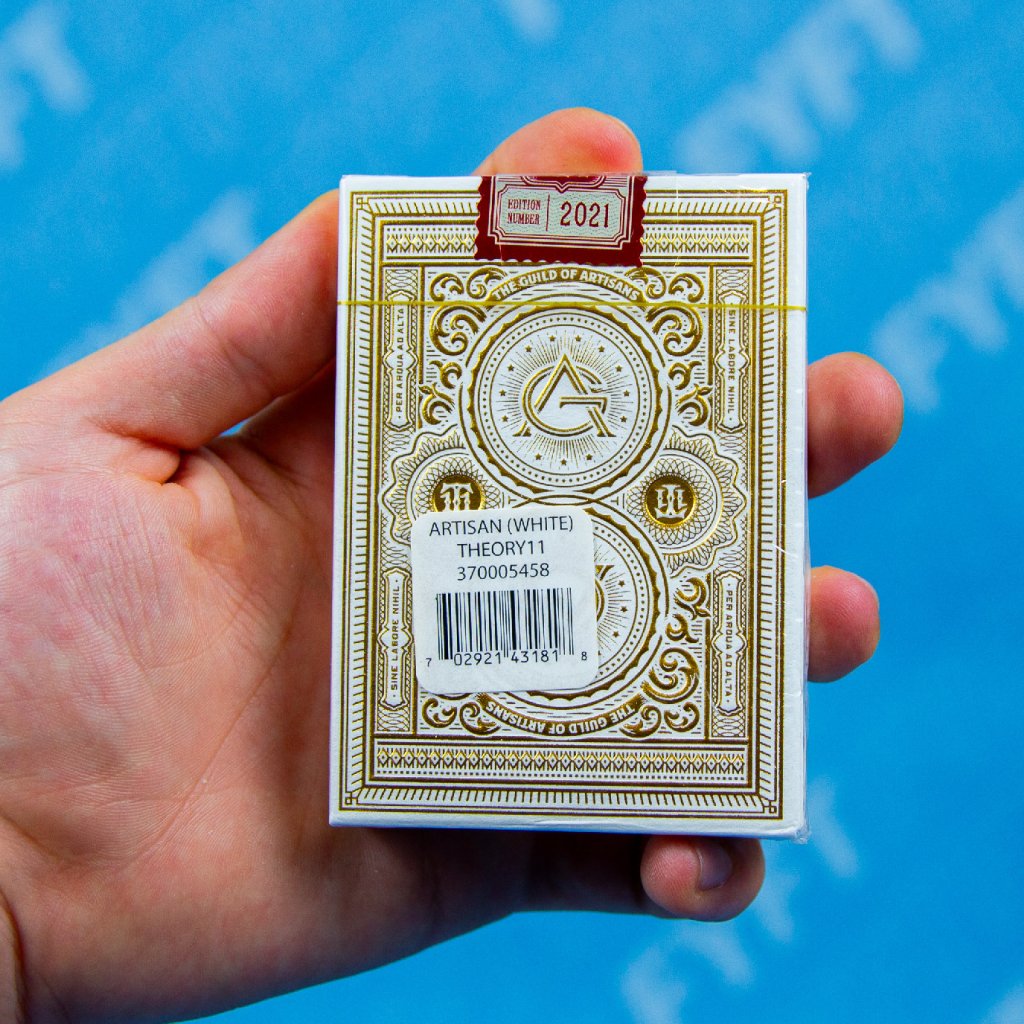 EDITION
NUMBER
2021
THE GUILD OF ARTISANS
PER ARDUA AD ALTA
SINE LABORE NIHIL
AG
ARTISAN (WHITE)
THEORY11
370005458
7 02921 43181 8
SINE LABORE NIHIL
PER ARDUA AD ALTA
THE GUILD OF ARTISANS